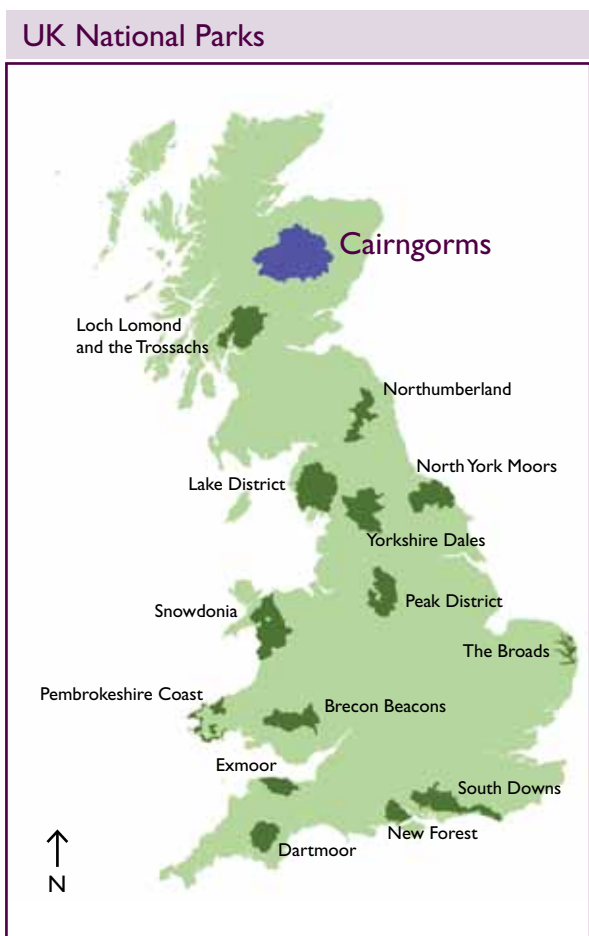 UK National Parks
Cairngorms
Loch Lomond
and the Trossachs
Northumberland
North York Moors
Lake District
Yorkshire Dales
Peak District
Snowdonia
The Broads
Pembrokeshire Coast
Brecon Beacons
Exmoor
South Downs
New Forest
Dartmoor
N